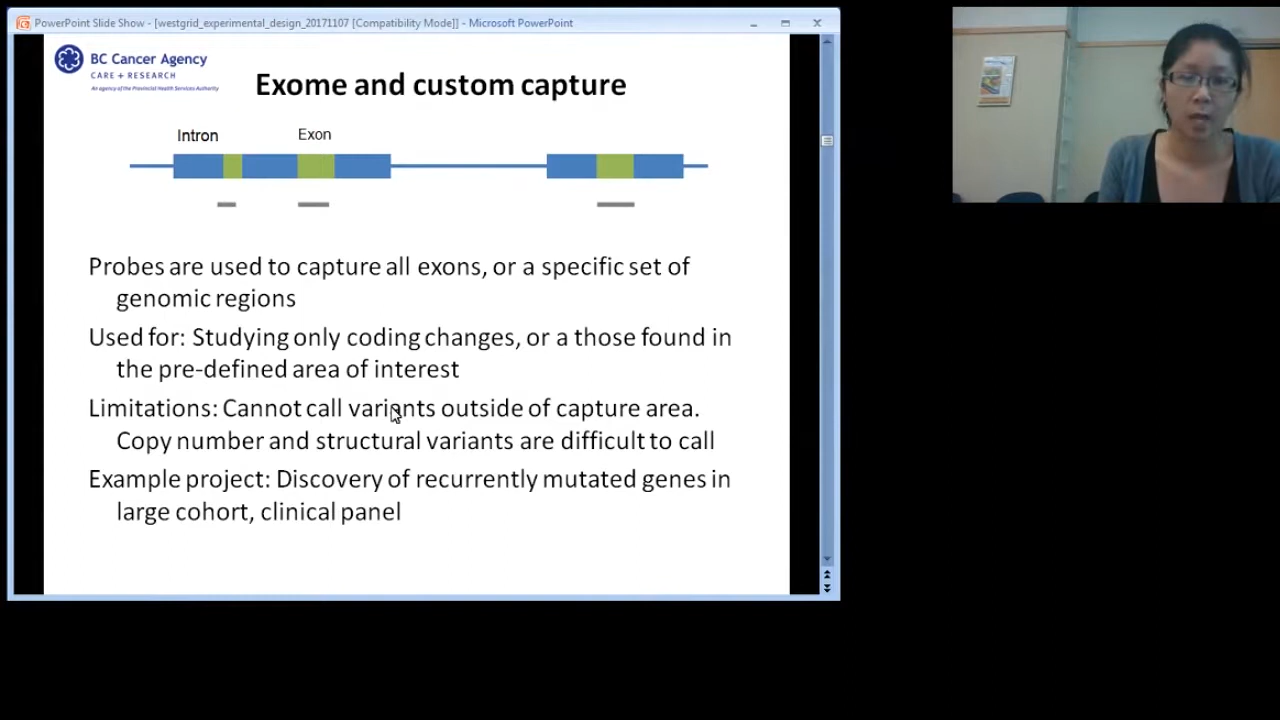 PowerPoint Slide Show - [westgrid_experimental_design_20171107 [Compatibility Mode]] - Microsoft PowerPoint
BC Cancer Agency
CARE + RESEARCH
An agency of the Provincial Health Services Authority
Exome and custom capture
Intron
Exon
Probes are used to capture all exons, or a specific set of
genomic regions
Used for: Studying only coding changes, or a those found in
the pre-defined area of interest
Limitations: Cannot call variants outside of capture area.
Copy number and structural variants are difficult to call
Example project: Discovery of recurrently mutated genes in
large cohort, clinical panel